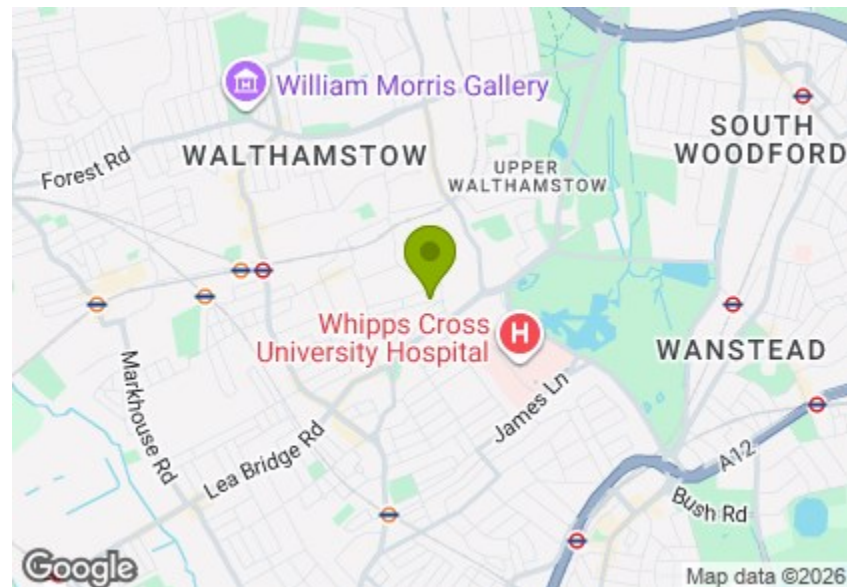 William Morris Gallery
SOUTH
WOODFORD
WALTHAMSTOW
Forest Rd
UPPER
WALTHAMSTOW
Whipps Cross
University Hospital
H
WANSTEAD
Markhouse Rd
James Ln
Lea Bridge Rd
A12
Bush Rd
Google
Map data ©2026